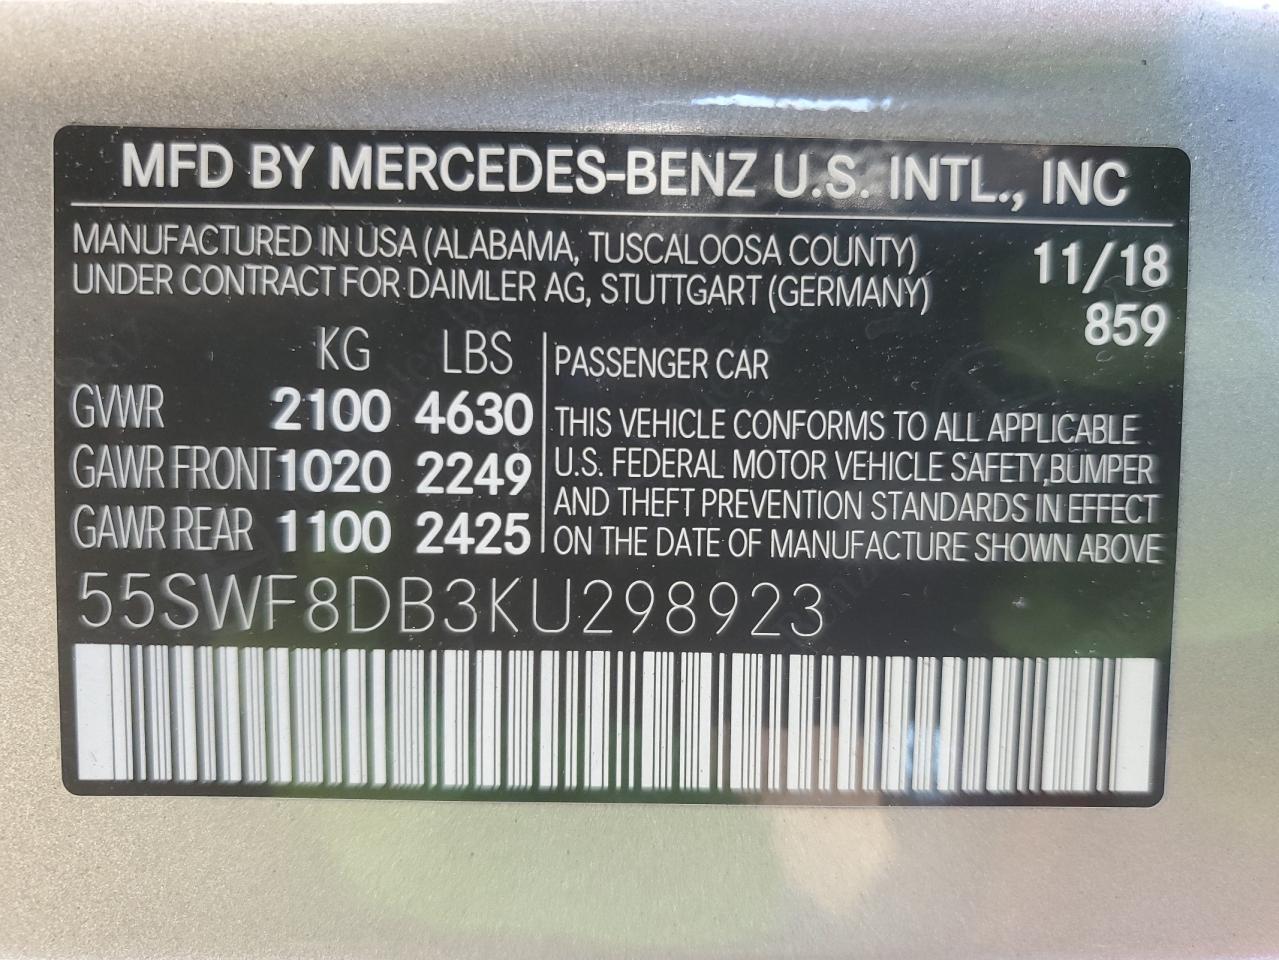 MFD BY MERCEDES-BENZ U.S. INTL., INC
MANUFACTURED IN USA (ALABAMA, TUSCALOOSA COUNTY)
UNDER CONTRACT FOR DAIMLER AG, STUTTGART (GERMANY)
11/18
859
KG LBS
GVWR 2100 4630
GAWR FRONT 1020 2249
GAWR REAR 1100 2425
PASSENGER CAR
THIS VEHICLE CONFORMS TO ALL APPLICABLE
U.S. FEDERAL MOTOR VEHICLE SAFETY,BUMPER
AND THEFT PREVENTION STANDARDS IN EFFECT
ON THE DATE OF MANUFACTURE SHOWN ABOVE
55SWF8DB3KU298923